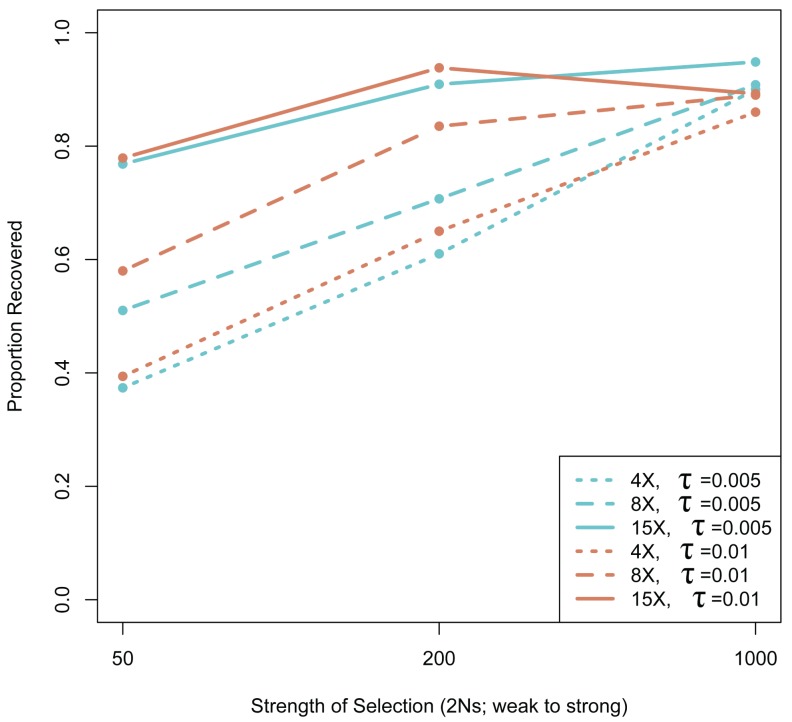 1.0
0.8
0.6
0.4
0.2
0.0
Proportion Recovered
4X, τ =0.005
8X, τ =0.005
15X, τ =0.005
4X, τ =0.01
8X, τ =0.01
15X, τ =0.01
50 200 1000
Strength of Selection (2Ns; weak to strong)